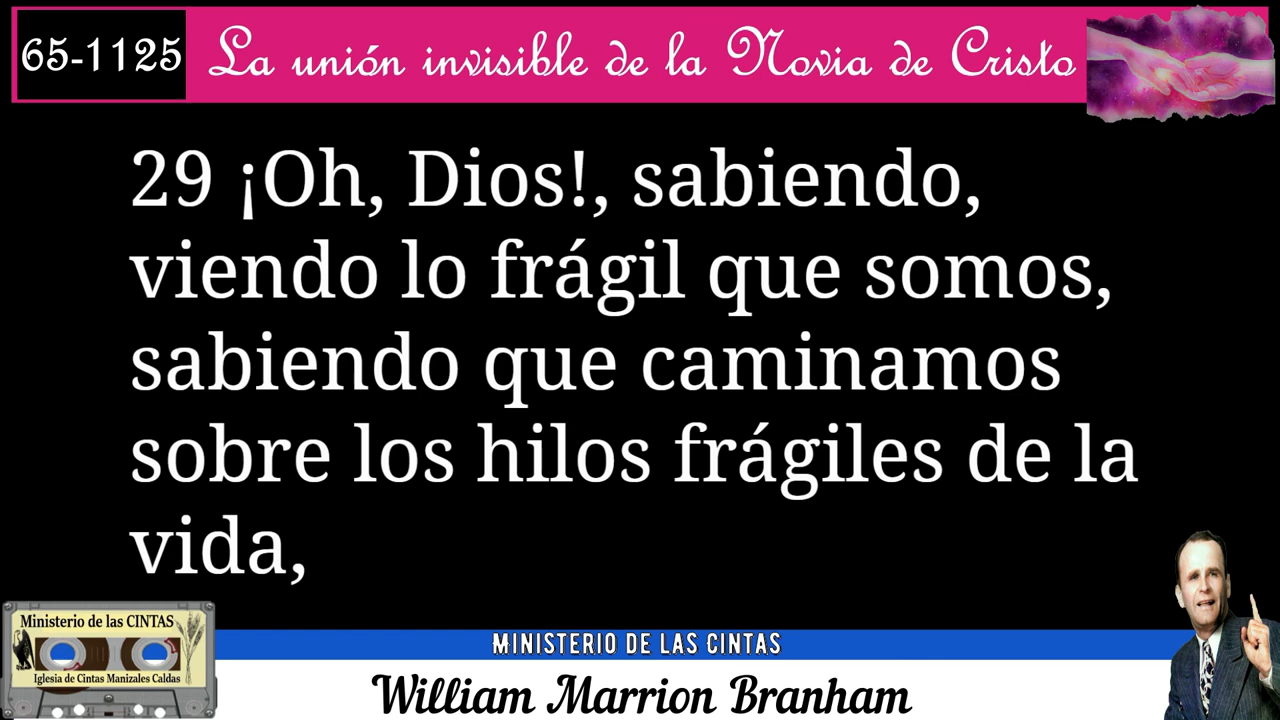 65-1125 La unión invisible de la Novia de Cristo
29 ¡Oh, Dios!, sabiendo,
viendo lo frágil que somos,
sabiendo que caminamos
sobre los hilos frágiles de la
vida,
Ministerio de las CINTAS
Iglesia de Cintas Manizales Caldas
MINISTERIO DE LAS CINTAS
William Marrion Branham